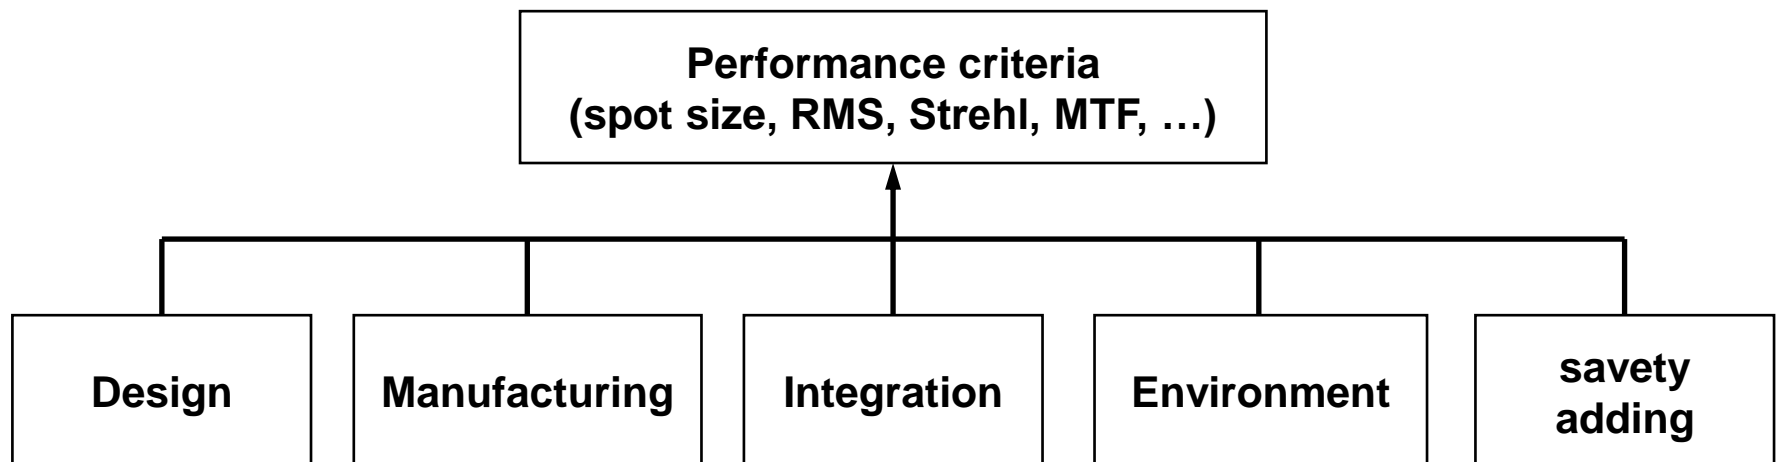 Performance criteria
(spot size, RMS, Strehl, MTF, …)
Design
Manufacturing
Integration
Environment
savety
adding